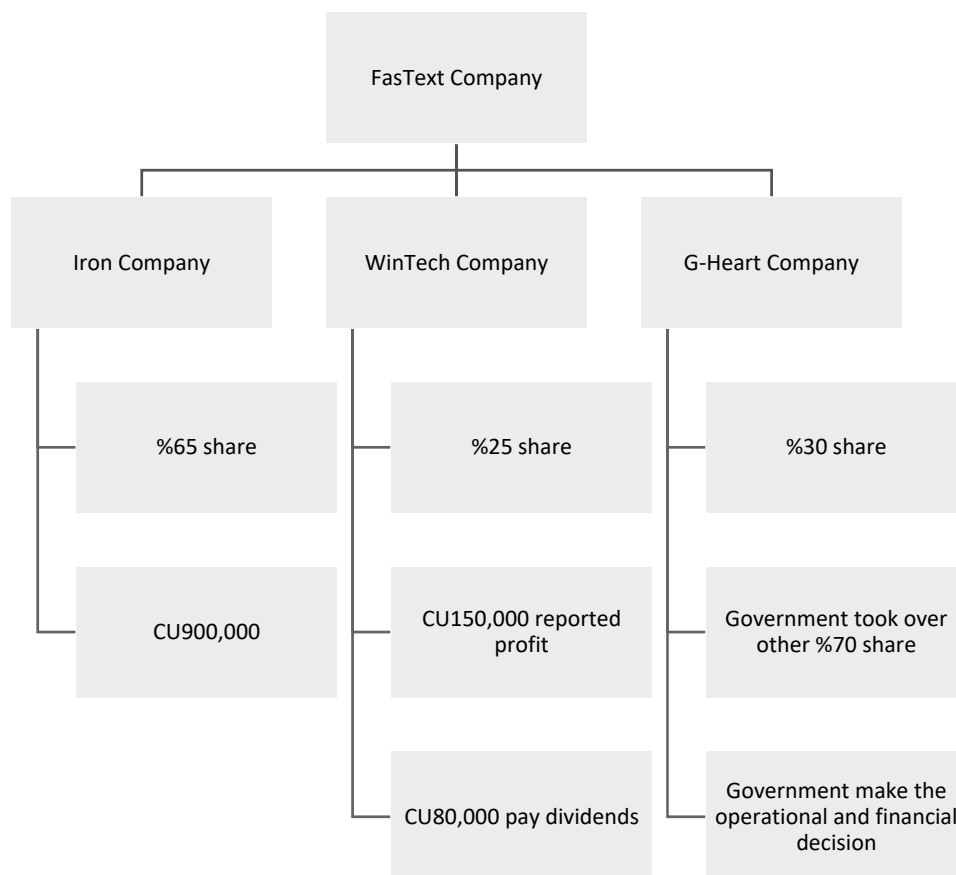 FasText Company
Iron Company
WinTech Company
G-Heart Company
%65 share
%25 share
%30 share
CU900,000
CU150,000 reported
profit
Government took over
other %70 share
CU80,000 pay dividends
Government make the
operational and financial
decision